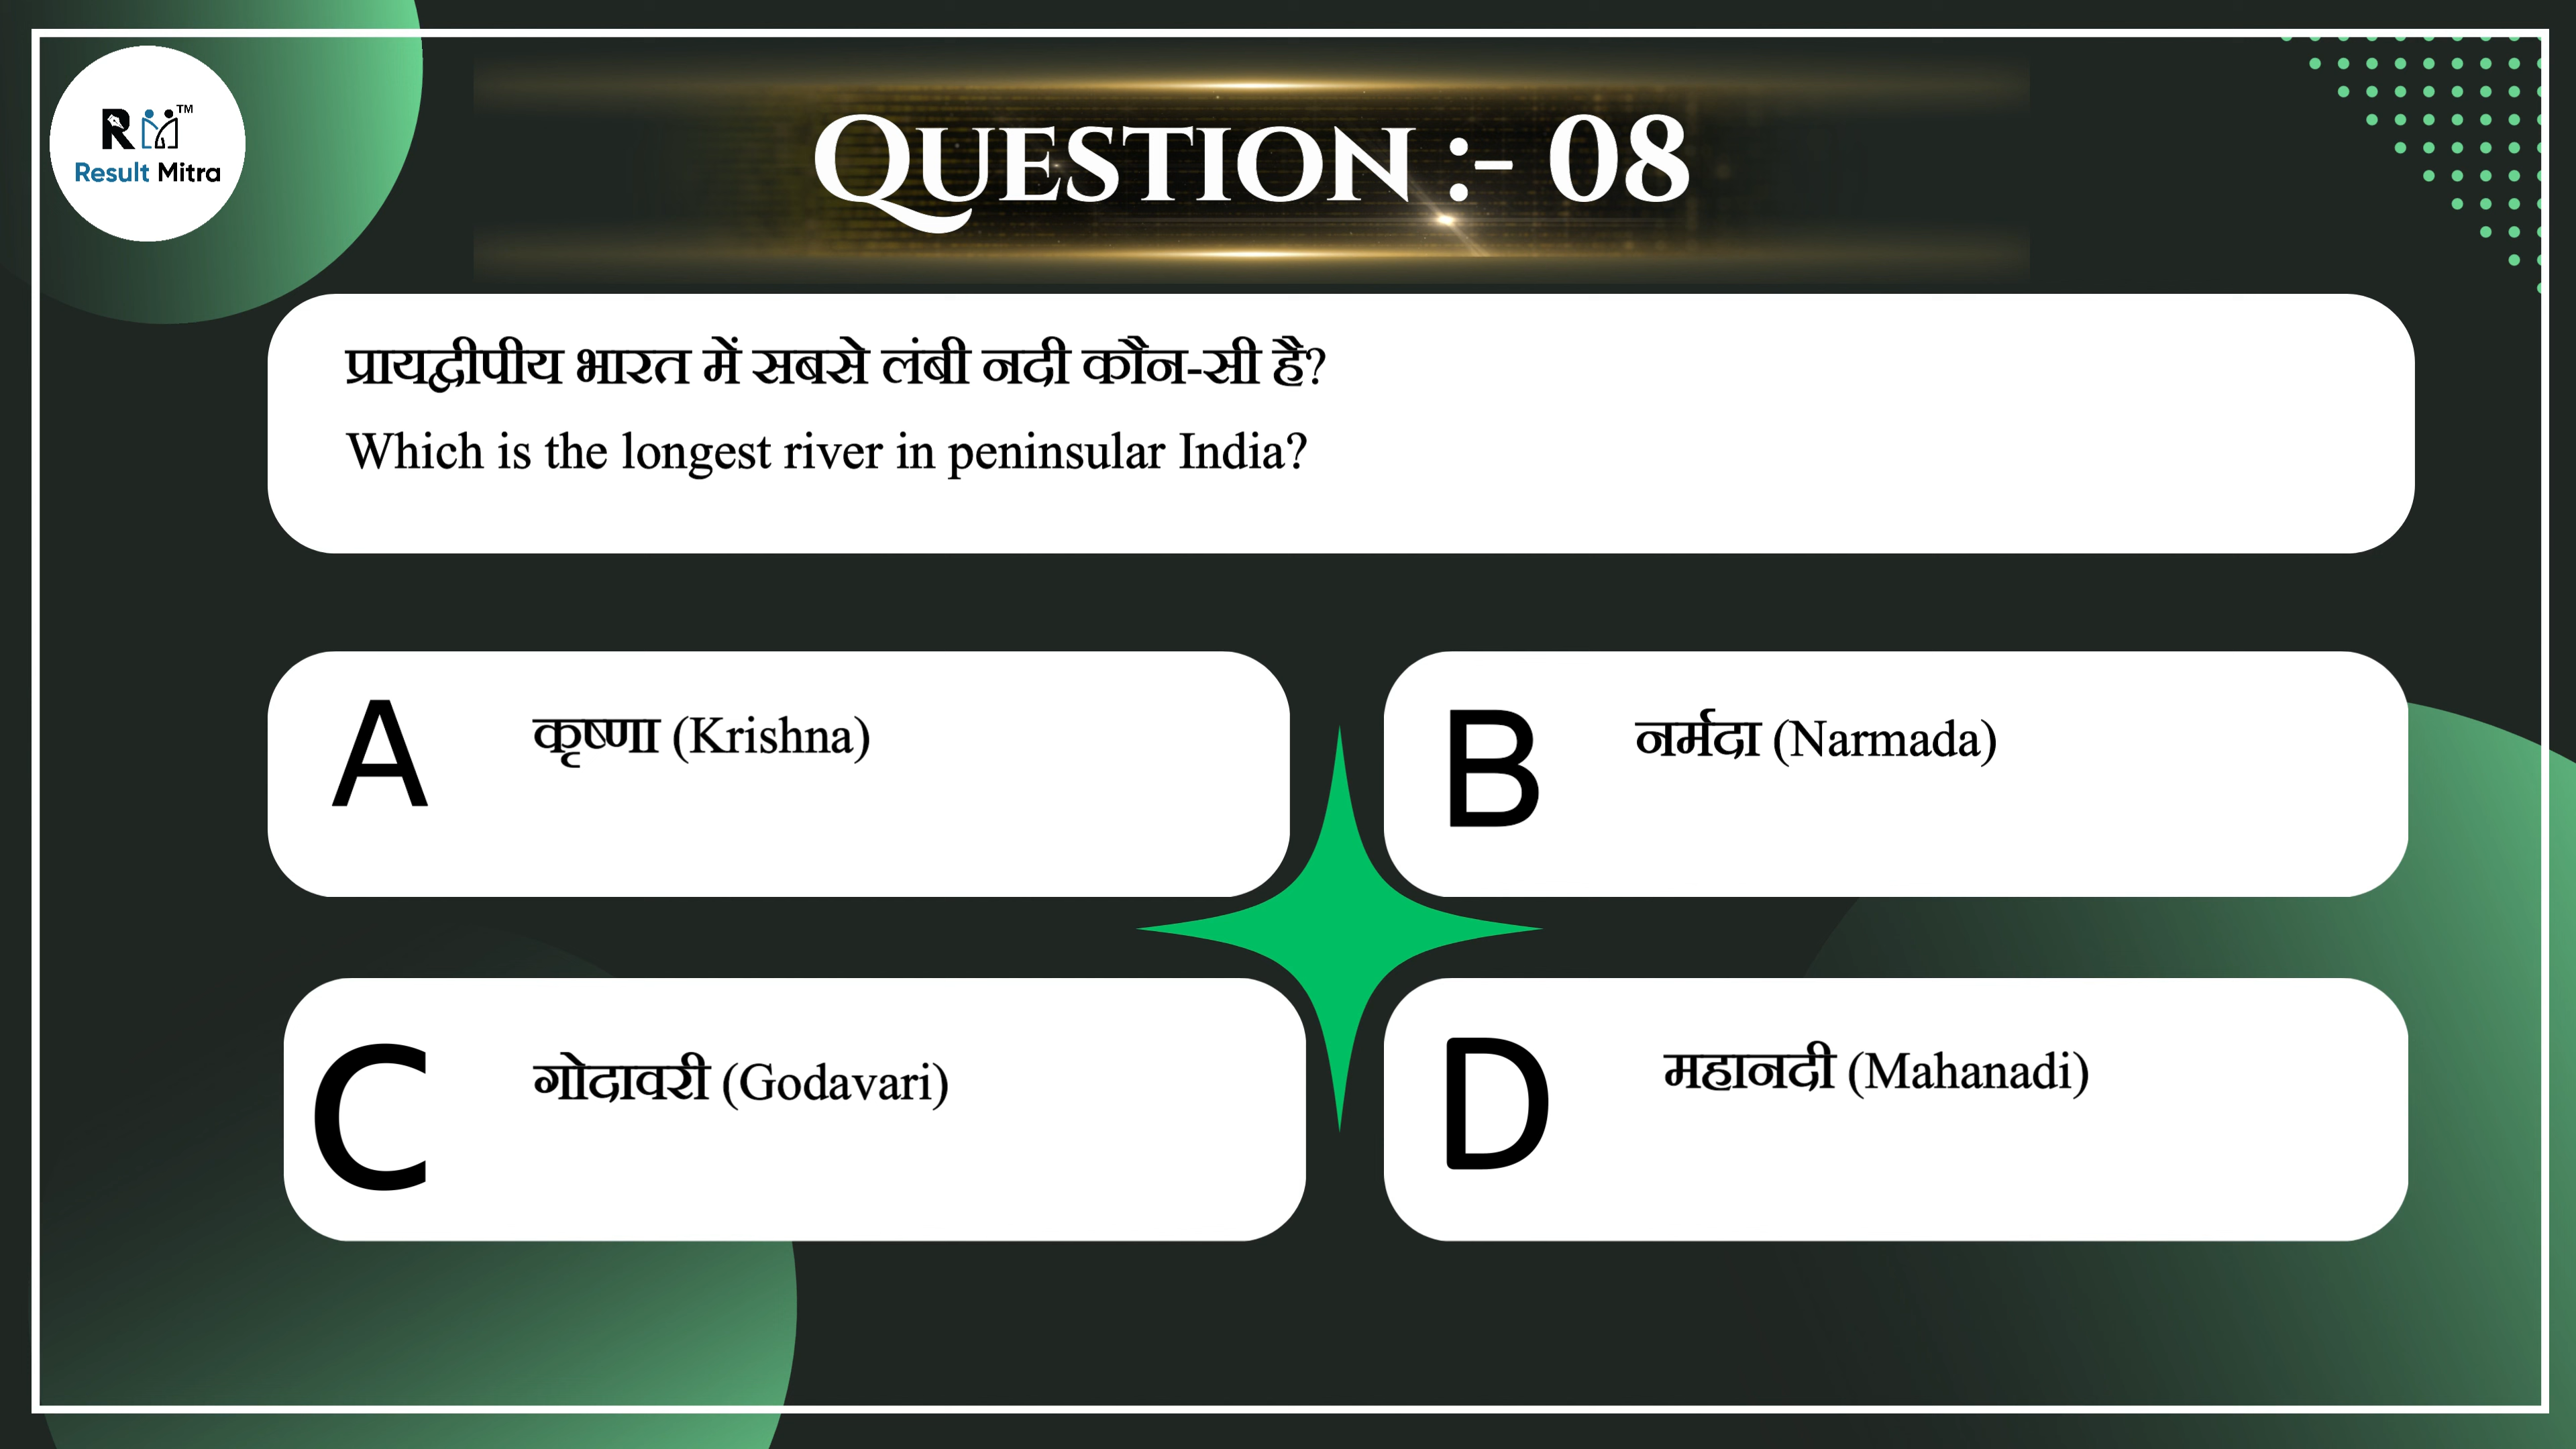 R TM
Result Mitra
QUESTION :- 08
प्रायद्वीपीय भारत में सबसे लंबी नदी कौन-सी है?
Which is the longest river in peninsular India?
A कृष्णा (Krishna)
B नर्मदा (Narmada)
C गोदावरी (Godavari)
D महानदी (Mahanadi)